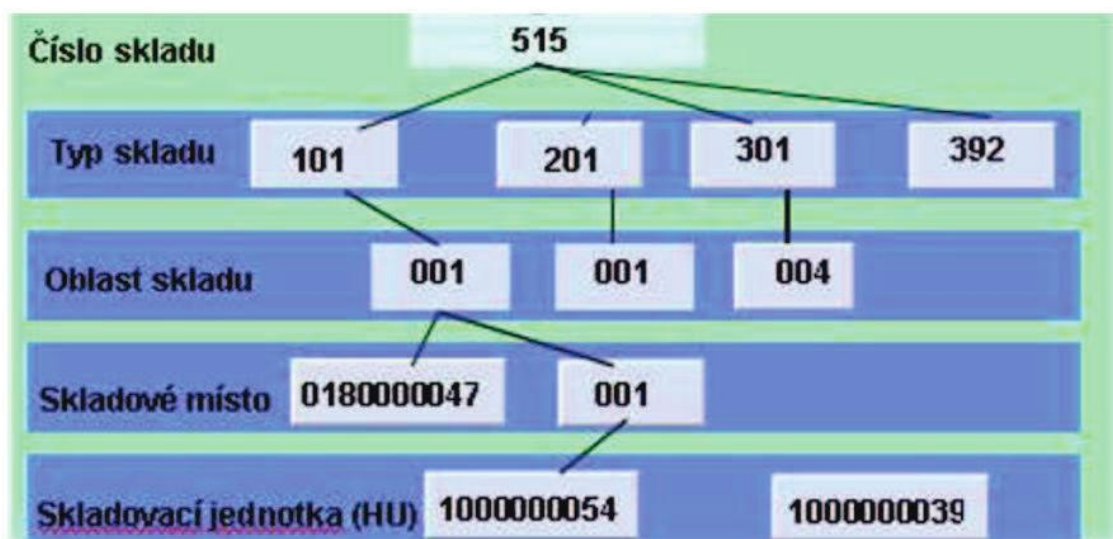 Číslo skladu 515
Typ skladu 101 201 301 392
Oblast skladu 001 001 004
Skladové místo 0180000047 001
Skladovací jednotka (HU) 1000000054 1000000039